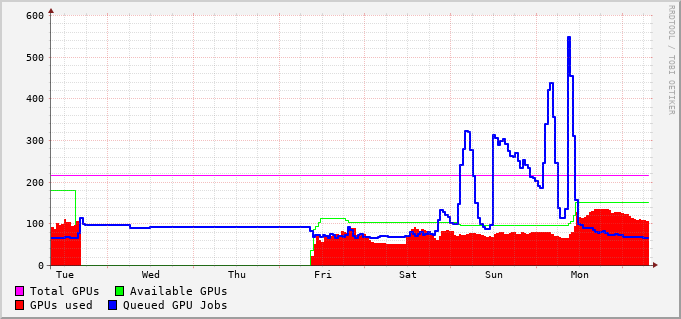 600
500
400
300
200
100
0
Tue Wed Thu Fri Sat Sun Mon
Total GPUs Available GPUs
GPUs used Queued GPU Jobs
RRDTOOL / TOBI OETIKER